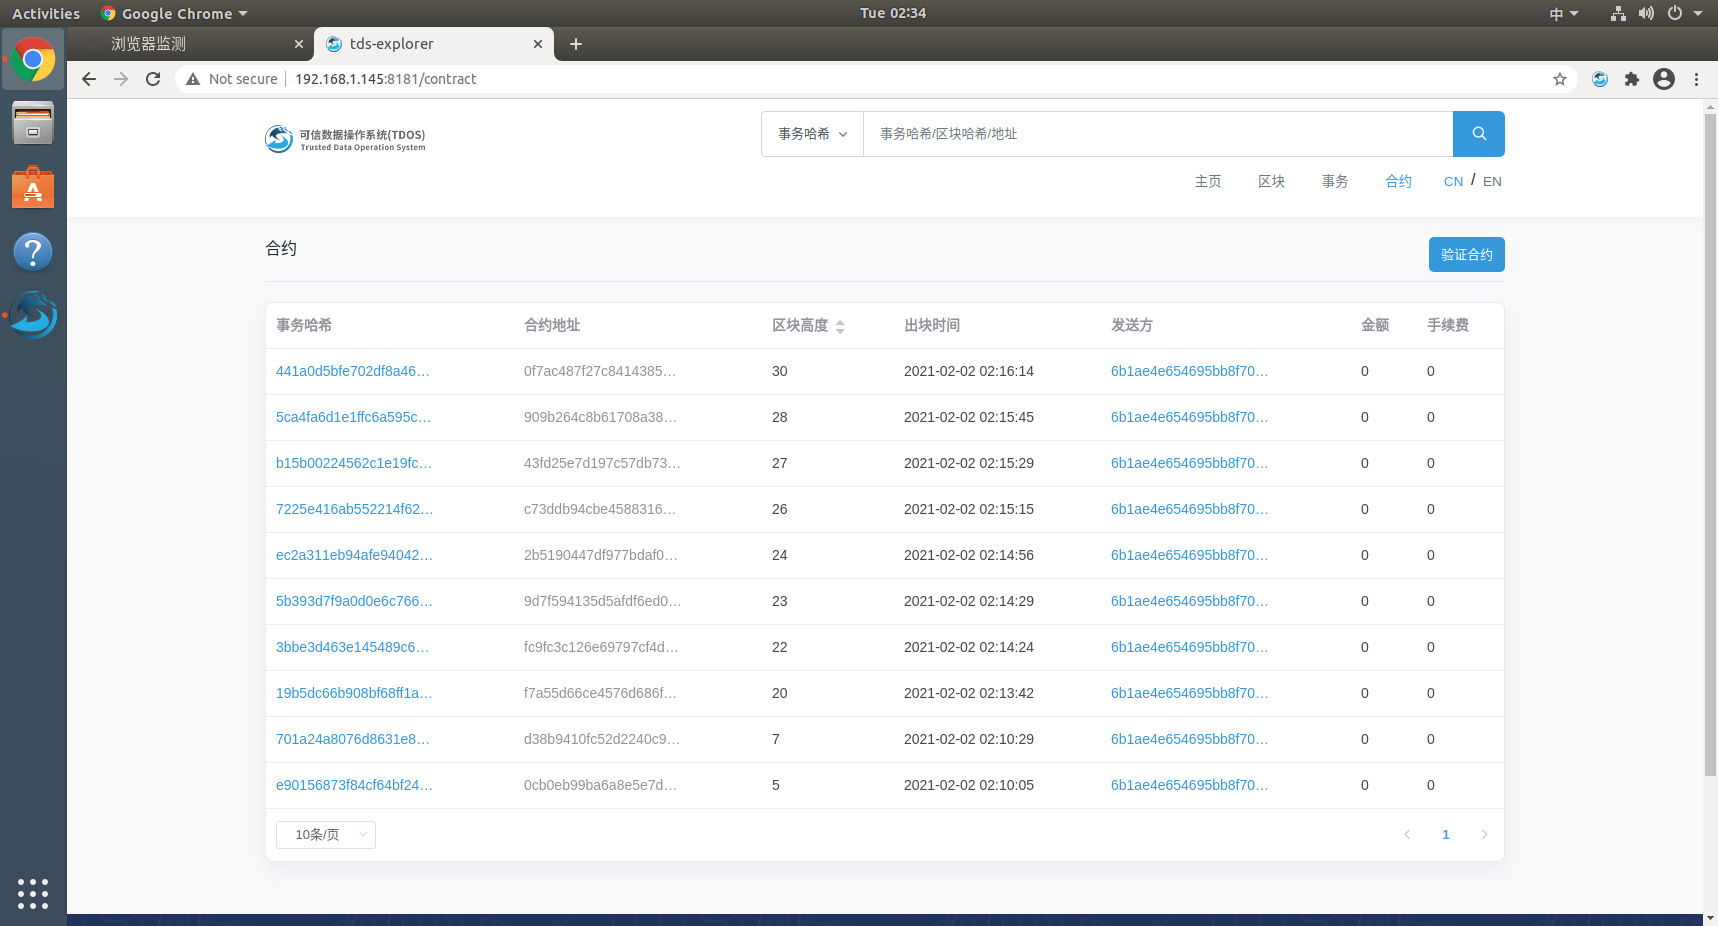 Activities Google Chrome Tue 02:34 中
浏览器监测 tds-explorer
Not secure 192.168.1.145:8181/contract
可信数据操作系统(TDOS)
Trusted Data Operation System
事务哈希 事务哈希/区块哈希/地址
主页 区块 事务 合约 CN / EN
合约 验证合约
事务哈希 合约地址 区块高度 出块时间 发送方 金额 手续费
441a0d5bfe702df8a46… 0f7ac487f27c8414385… 30 2021-02-02 02:16:14 6b1ae4e654695bb8f70… 0 0
5ca4fa6d1e1ffc6a595c… 909b264c8b61708a38… 28 2021-02-02 02:15:45 6b1ae4e654695bb8f70… 0 0
b15b00224562c1e19fc… 43fd25e7d197c57db73… 27 2021-02-02 02:15:29 6b1ae4e654695bb8f70… 0 0
7225e416ab552214f62… c73ddb94cbe4588316… 26 2021-02-02 02:15:15 6b1ae4e654695bb8f70… 0 0
ec2a311eb94afe94042… 2b5190447df977bdaf0… 24 2021-02-02 02:14:56 6b1ae4e654695bb8f70… 0 0
5b393d7f9a0d0e6c766… 9d7f594135d5afdf6ed0… 23 2021-02-02 02:14:29 6b1ae4e654695bb8f70… 0 0
3bbe3d463e145489c6… fc9fc3c126e69797cf4d… 22 2021-02-02 02:14:24 6b1ae4e654695bb8f70… 0 0
19b5dc66b908bf68ff1a… f7a55d66ce4576d686f… 20 2021-02-02 02:13:42 6b1ae4e654695bb8f70… 0 0
701a24a8076d8631e8… d38b9410fc52d2240c9… 7 2021-02-02 02:10:29 6b1ae4e654695bb8f70… 0 0
e90156873f84cf64bf24… 0cb0eb99ba6a8e5e7d… 5 2021-02-02 02:10:05 6b1ae4e654695bb8f70… 0 0
10条/页 1